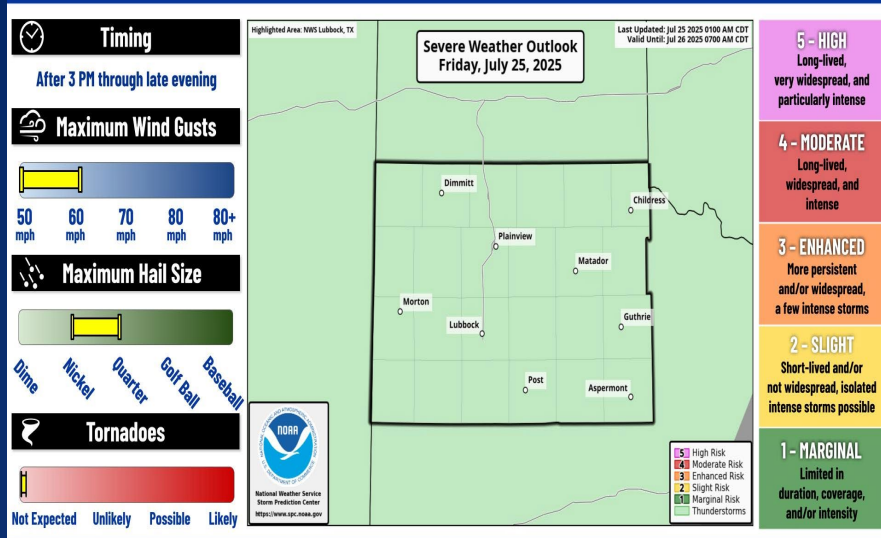 Timing
After 3 PM through late evening
Maximum Wind Gusts
50 60 70 80 80+
mph mph mph mph mph
Maximum Hail Size
Dime Nickel Quarter Golf Ball Baseball
Tornadoes
Not Expected Unlikely Possible Likely
Highlighted Area: NWS Lubbock, TX
Severe Weather Outlook
Friday, July 25, 2025
Last Updated: Jul 25 2025 0100 AM CDT
Valid Until: Jul 26 2025 0700 AM CDT
Dimmitt
Childress
Plainview
Matador
Morton
Lubbock
Guthrie
Post
Aspermont
NOAA
National Weather Service
Storm Prediction Center
https://www.spc.noaa.gov
5 High Risk
4 Moderate Risk
3 Enhanced Risk
2 Slight Risk
1 Marginal Risk
Thunderstorms
5 - HIGH
Long-lived,
very widespread, and
particularly intense
4 - MODERATE
Long-lived,
widespread, and
intense
3 - ENHANCED
More persistent
and/or widespread,
a few intense storms
2 - SLIGHT
Short-lived and/or
not widespread, isolated
intense storms possible
1 - MARGINAL
Limited in
duration, coverage,
and/or intensity